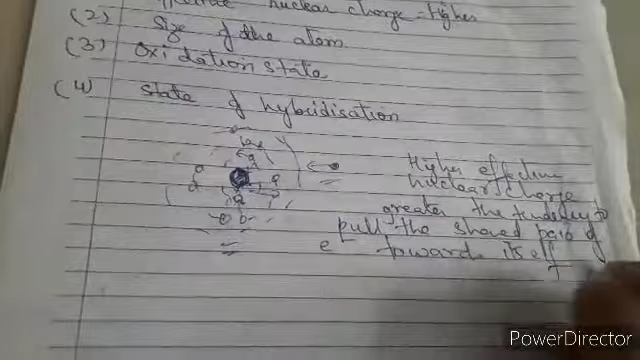 nuclear charge - Higher
(2) Size of the atom
(3) Oxidation state
(4) State of hybridisation
Higher effective
nuclear charge
greater the tendency to
pull the shared pair of
e⁻ towards itself
PowerDirector